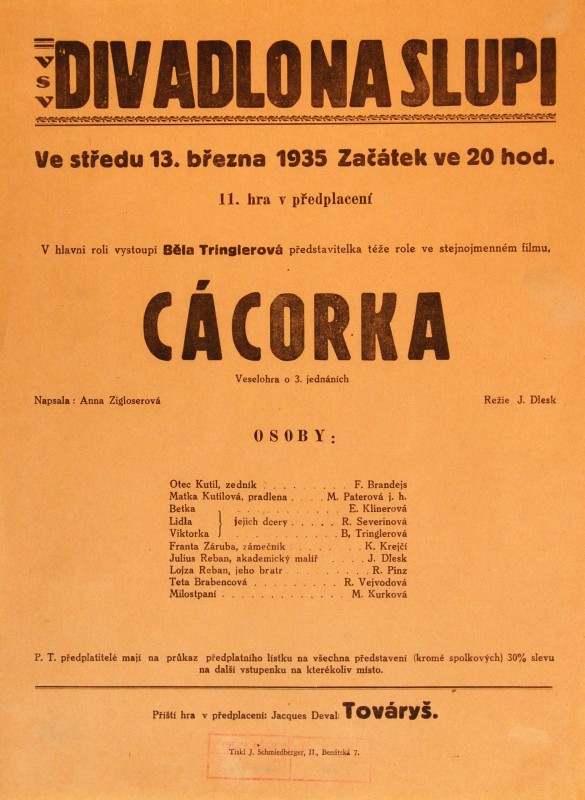 VSV DIVADLO NA SLUPI
Ve středu 13. března 1935 Začátek ve 20 hod.
11. hra v předplacení
V hlavní roli vystoupí Běla Tringlerová představitelka téže role ve stejnojmenném filmu,
CÁCORKA
Veselohra o 3. jednáních
Napsala : Anna Zigloserová Režie J. Dlesk
OSOBY:
Otec Kutil, zedník . . . . . . . . . F. Brandejs
Matka Kutilová, pradlena . . . . M. Paterová j. h.
Betka . . . . . . . . . . . E. Klinerová
Lidla } jejich dcery . . . . . R. Severinová
Viktorka . . . . . . . . . . B, Tringlerová
Franta Záruba, zámečník . . . . . . . . K. Krejčí
Julius Reban, akademický malíř . . . . . J. Dlesk
Lojza Reban, jeho bratr . . . . . . . . . R. Pinz
Teta Brabencová . . . . . . . . . R. Vejvodová
Milostpaní . . . . . . . . . . . . . M. Kurková
P. T. předplatitelé mají na průkaz předplatního lístku na všechna představení (kromě spolkových) 30% slevu
na další vstupenku na kterékoliv místo.
Příští hra v předplacení: Jacques Deval: Továryš.
Tiskl J. Schmiedberger, II., Benátská 7.